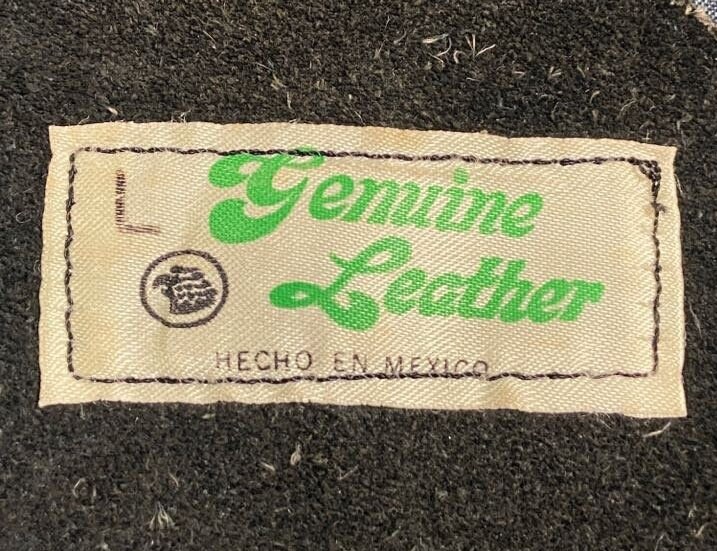 L
Genuine
Leather
HECHO EN MEXICO